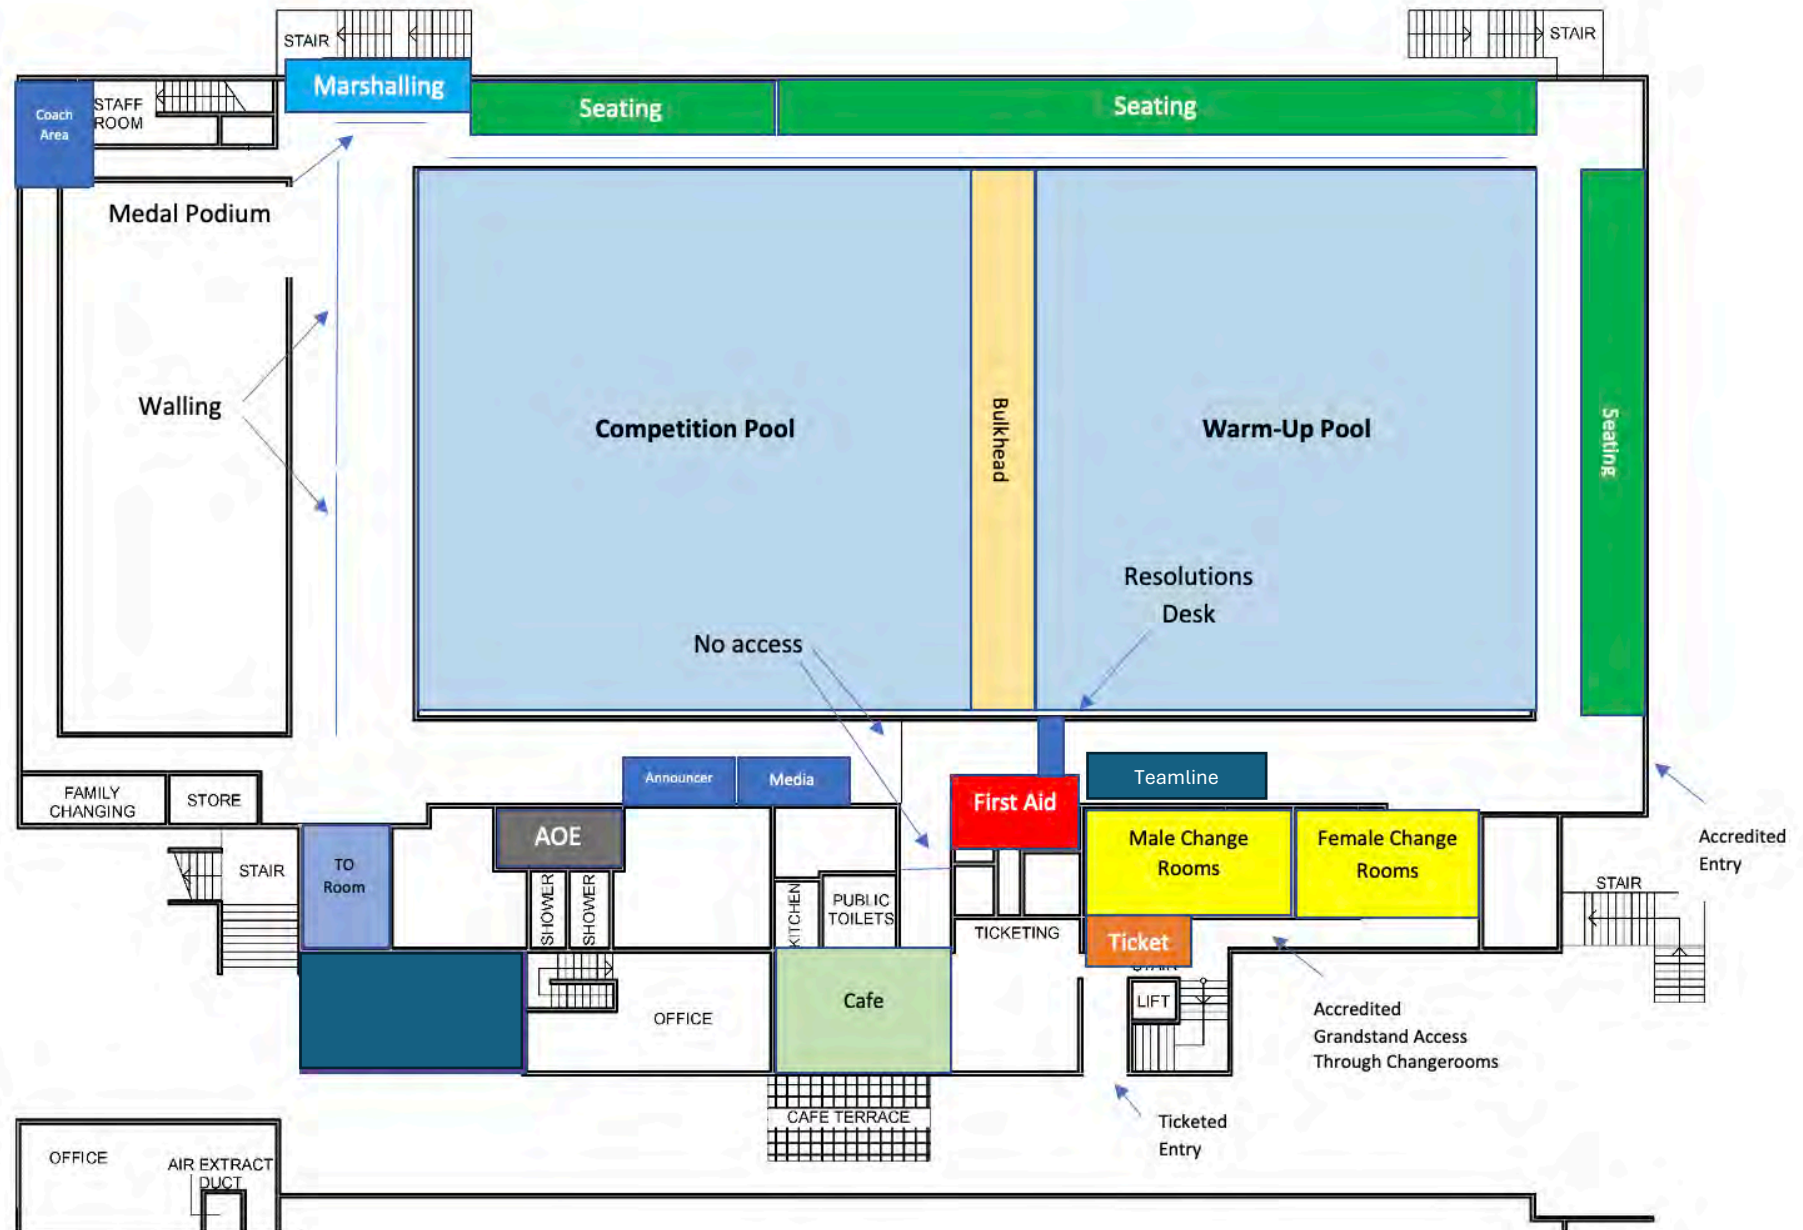 STAIR
STAIR
Marshalling
Coach
Area
STAFF
ROOM
Seating
Seating
Medal Podium
Walling
Competition Pool
Bulkhead
Warm-Up Pool
Seating
Resolutions
Desk
No access
Announcer
Media
Teamline
FAMILY
CHANGING
STORE
First Aid
AOE
Male Change
Rooms
Female Change
Rooms
Accredited
Entry
STAIR
TO
Room
SHOWER
SHOWER
KITCHEN
PUBLIC
TOILETS
STAIR
TICKETING
Ticket
STAIR
LIFT
Cafe
OFFICE
Accredited
Grandstand Access
Through Changerooms
CAFE TERRACE
Ticketed
Entry
OFFICE
AIR EXTRACT
DUCT